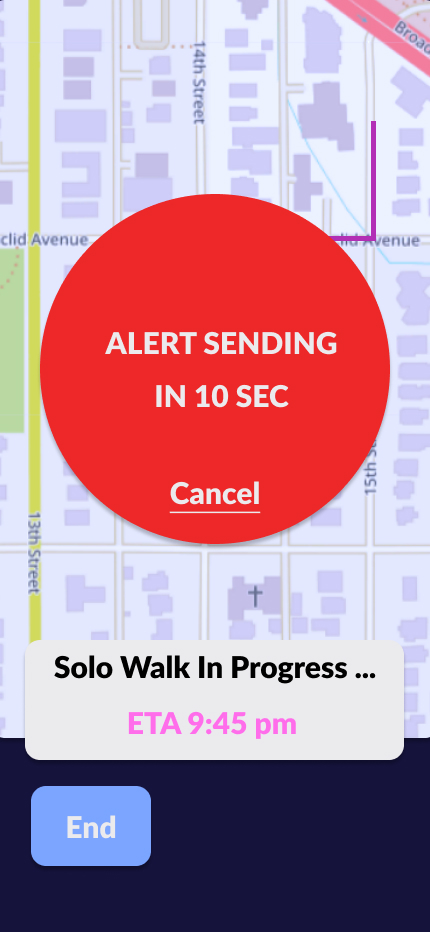 Broad
14th Street
clid Avenue
lid Avenue
ALERT SENDING
IN 10 SEC
Cancel
15th St
13th Street
Solo Walk In Progress ...
ETA 9:45 pm
End